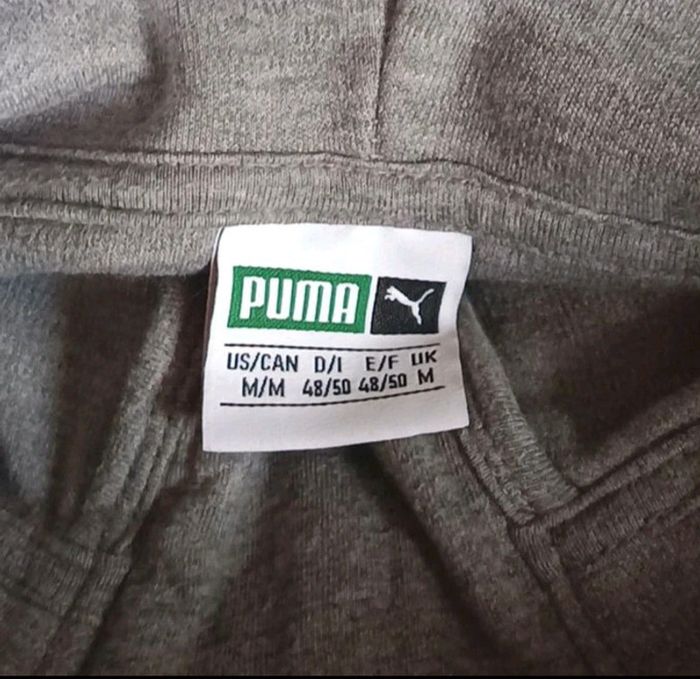 PUMA
US/CAN D/I E/F UK
M/M 48/50 48/50 M